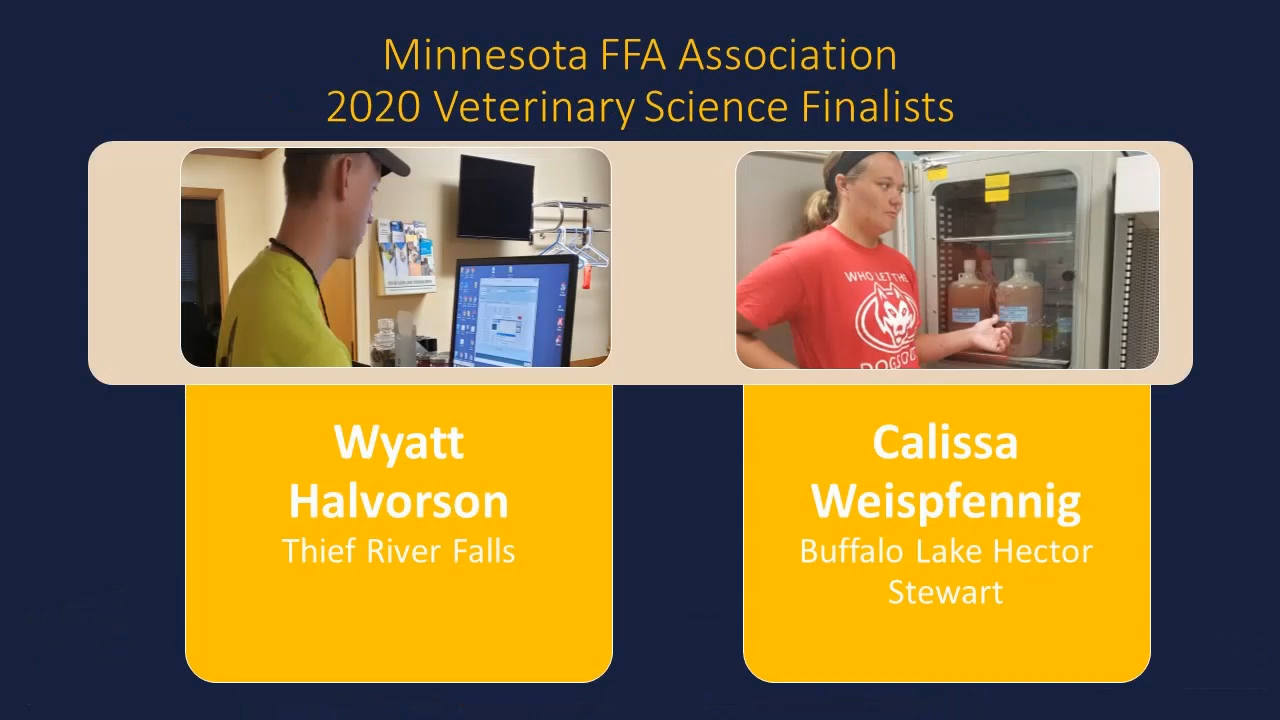 Minnesota FFA Association
2020 Veterinary Science Finalists
WHO LET THE
Wyatt
Halvorson
Thief River Falls
Calissa
Weispfennig
Buffalo Lake Hector
Stewart